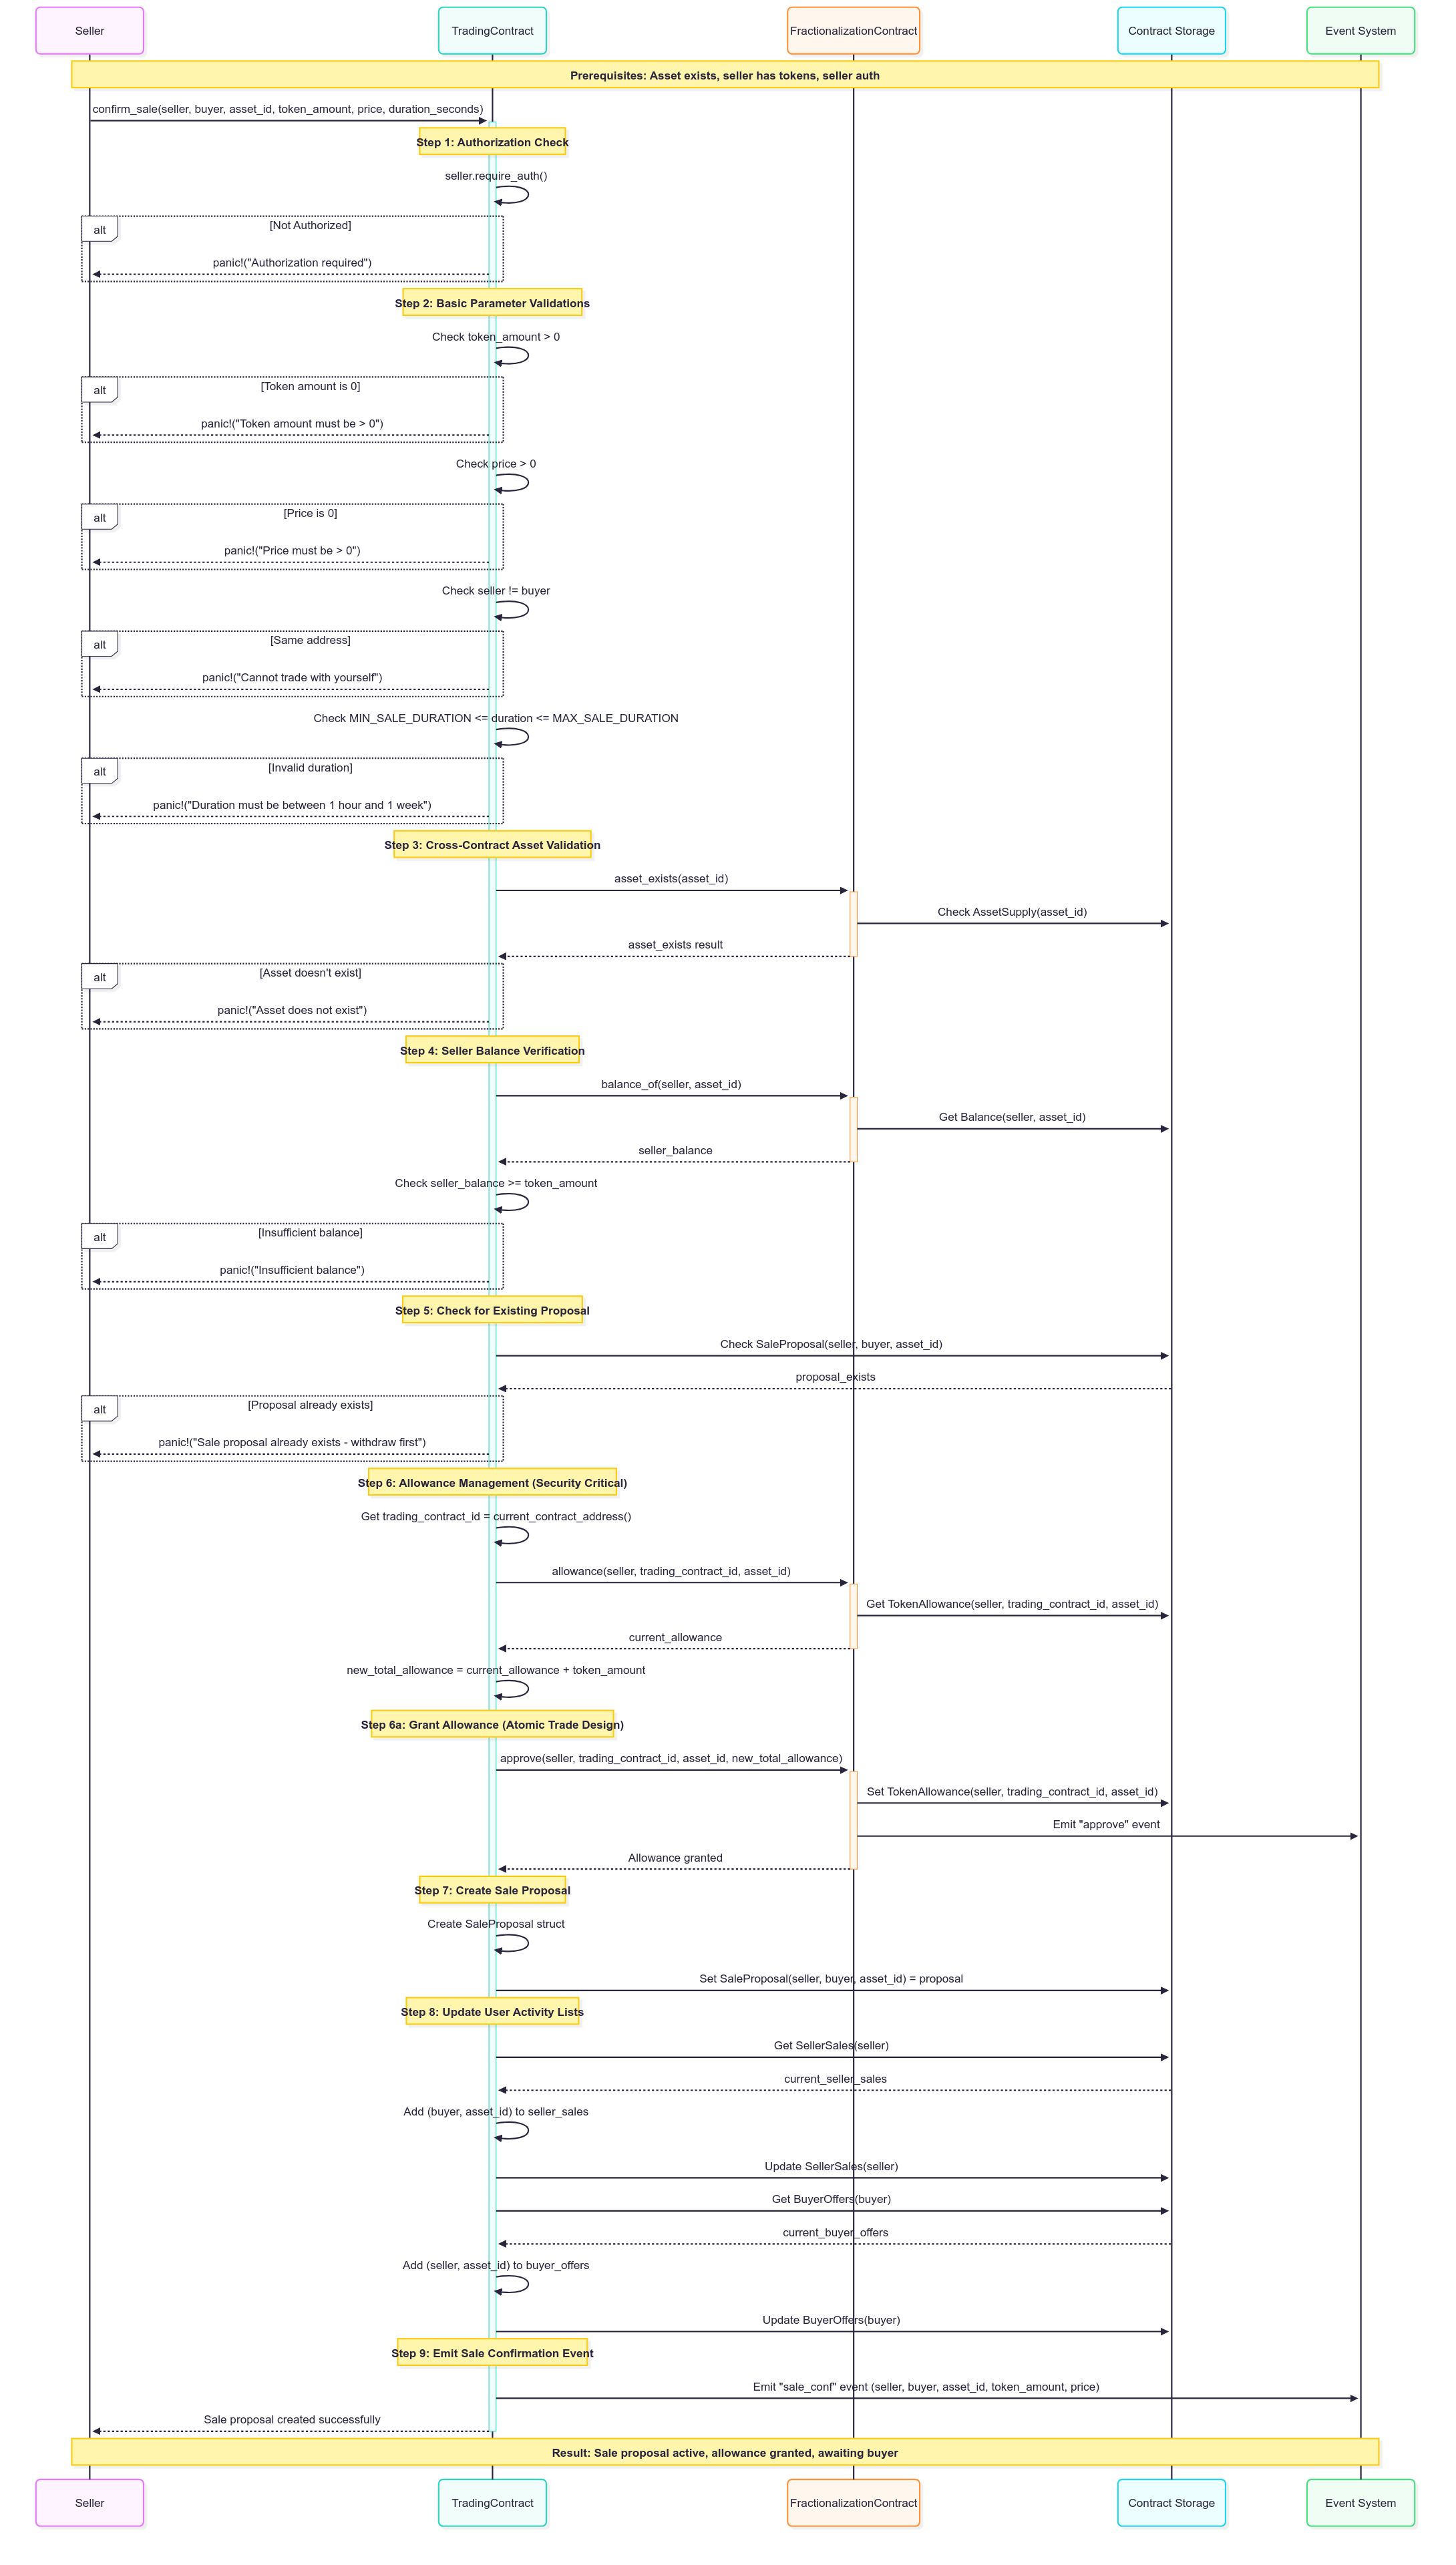 Seller
TradingContract
FractionalizationContract
Contract Storage
Event System
Prerequisites: Asset exists, seller has tokens, seller auth
confirm_sale(seller, buyer, asset_id, token_amount, price, duration_seconds)
Step 1: Authorization Check
seller.require_auth()
alt
[Not Authorized]
panic!("Authorization required")
Step 2: Basic Parameter Validations
Check token_amount > 0
alt
[Token amount is 0]
panic!("Token amount must be > 0")
Check price > 0
alt
[Price is 0]
panic!("Price must be > 0")
Check seller != buyer
alt
[Same address]
panic!("Cannot trade with yourself")
Check MIN_SALE_DURATION <= duration <= MAX_SALE_DURATION
alt
[Invalid duration]
panic!("Duration must be between 1 hour and 1 week")
Step 3: Cross-Contract Asset Validation
asset_exists(asset_id)
Check AssetSupply(asset_id)
asset_exists result
alt
[Asset doesn't exist]
panic!("Asset does not exist")
Step 4: Seller Balance Verification
balance_of(seller, asset_id)
Get Balance(seller, asset_id)
seller_balance
Check seller_balance >= token_amount
alt
[Insufficient balance]
panic!("Insufficient balance")
Step 5: Check for Existing Proposal
Check SaleProposal(seller, buyer, asset_id)
proposal_exists
alt
[Proposal already exists]
panic!("Sale proposal already exists - withdraw first")
Step 6: Allowance Management (Security Critical)
Get trading_contract_id = current_contract_address()
allowance(seller, trading_contract_id, asset_id)
Get TokenAllowance(seller, trading_contract_id, asset_id)
current_allowance
new_total_allowance = current_allowance + token_amount
Step 6a: Grant Allowance (Atomic Trade Design)
approve(seller, trading_contract_id, asset_id, new_total_allowance)
Set TokenAllowance(seller, trading_contract_id, asset_id)
Emit "approve" event
Allowance granted
Step 7: Create Sale Proposal
Create SaleProposal struct
Set SaleProposal(seller, buyer, asset_id) = proposal
Step 8: Update User Activity Lists
Get SellerSales(seller)
current_seller_sales
Add (buyer, asset_id) to seller_sales
Update SellerSales(seller)
Get BuyerOffers(buyer)
current_buyer_offers
Add (seller, asset_id) to buyer_offers
Update BuyerOffers(buyer)
Step 9: Emit Sale Confirmation Event
Emit "sale_conf" event (seller, buyer, asset_id, token_amount, price)
Sale proposal created successfully
Result: Sale proposal active, allowance granted, awaiting buyer
Seller
TradingContract
FractionalizationContract
Contract Storage
Event System